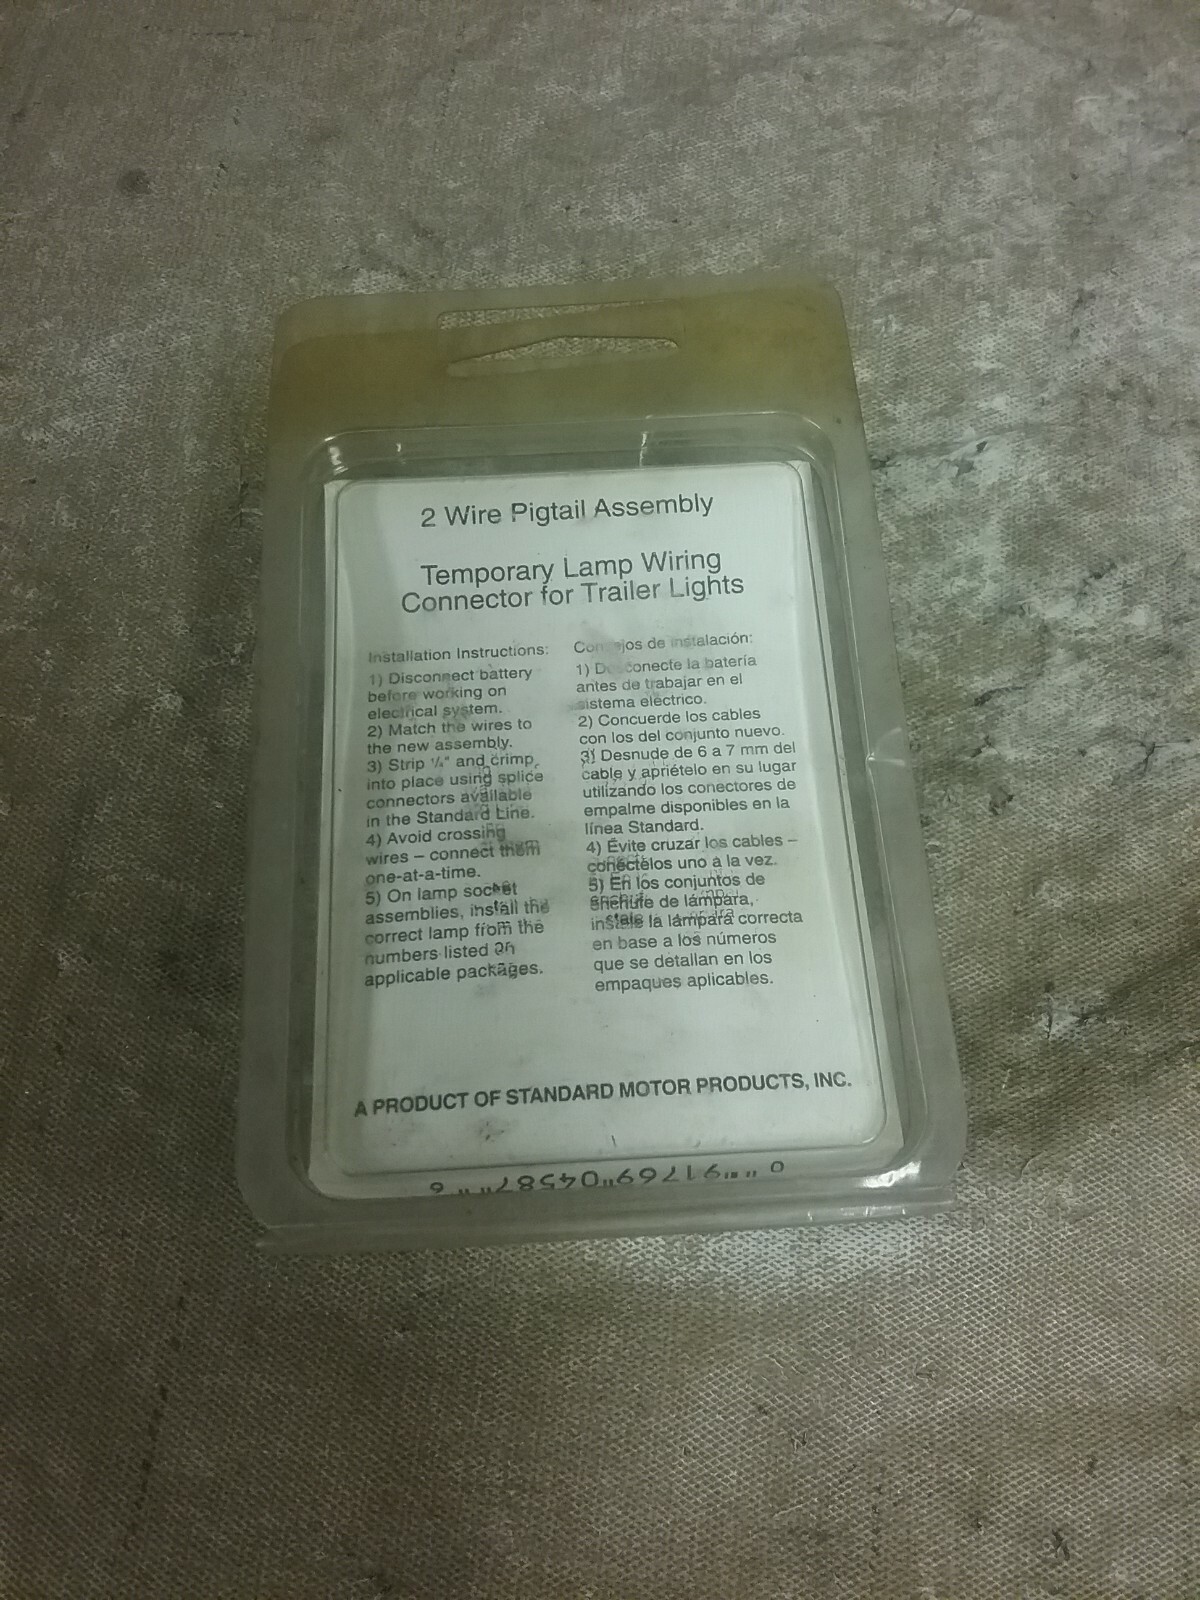 2 Wire Pigtail Assembly
Temporary Lamp Wiring
Connector for Trailer Lights
Installation Instructions:
1) Disconnect battery
before working on
electrical system.
2) Match the wires to
the new assembly.
3) Strip ¼" and crimp
into place using splice
connectors available
in the Standard Line.
4) Avoid crossing
wires – connect them
one-at-a-time.
5) On lamp socket
assemblies, install the
correct lamp from the
numbers listed on
applicable packages.
Consejos de instalación:
1) Desconecte la batería
antes de trabajar en el
sistema eléctrico.
2) Concuerde los cables
con los del conjunto nuevo.
3) Desnude de 6 a 7 mm del
cable y apriételo en su lugar
utilizando los conectores de
empalme disponibles en la
línea Standard.
4) Evite cruzar los cables –
conéctelos uno a la vez.
5) En los conjuntos de
enchufe de lámpara,
instale la lámpara correcta
en base a los números
que se detallan en los
empaques aplicables.
A PRODUCT OF STANDARD MOTOR PRODUCTS, INC.
0 91769 04587 6